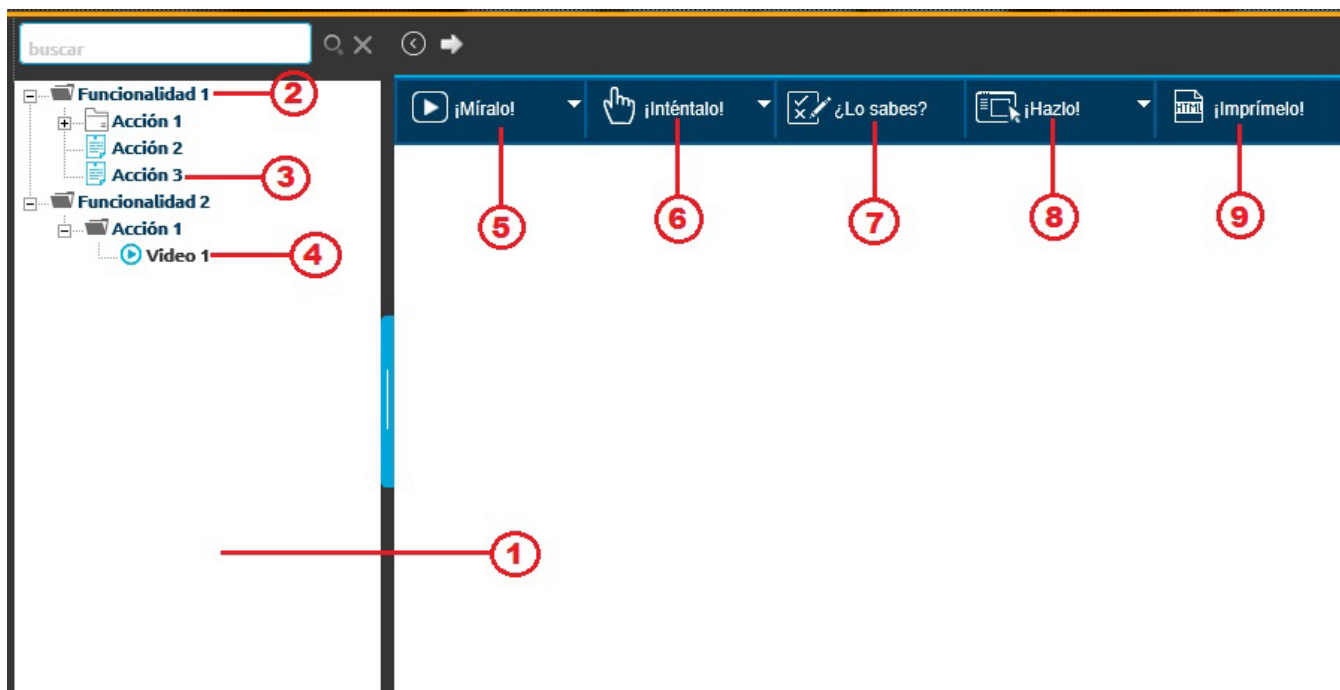 buscar
Funcionalidad 1
2
Acción 1
Acción 2
Acción 3
3
Funcionalidad 2
Acción 1
Video 1
4
¡Míralo!
¡Inténtalo!
¿Lo sabes?
¡Hazlo!
HTML
¡Imprímelo!
5
6
7
8
9
1